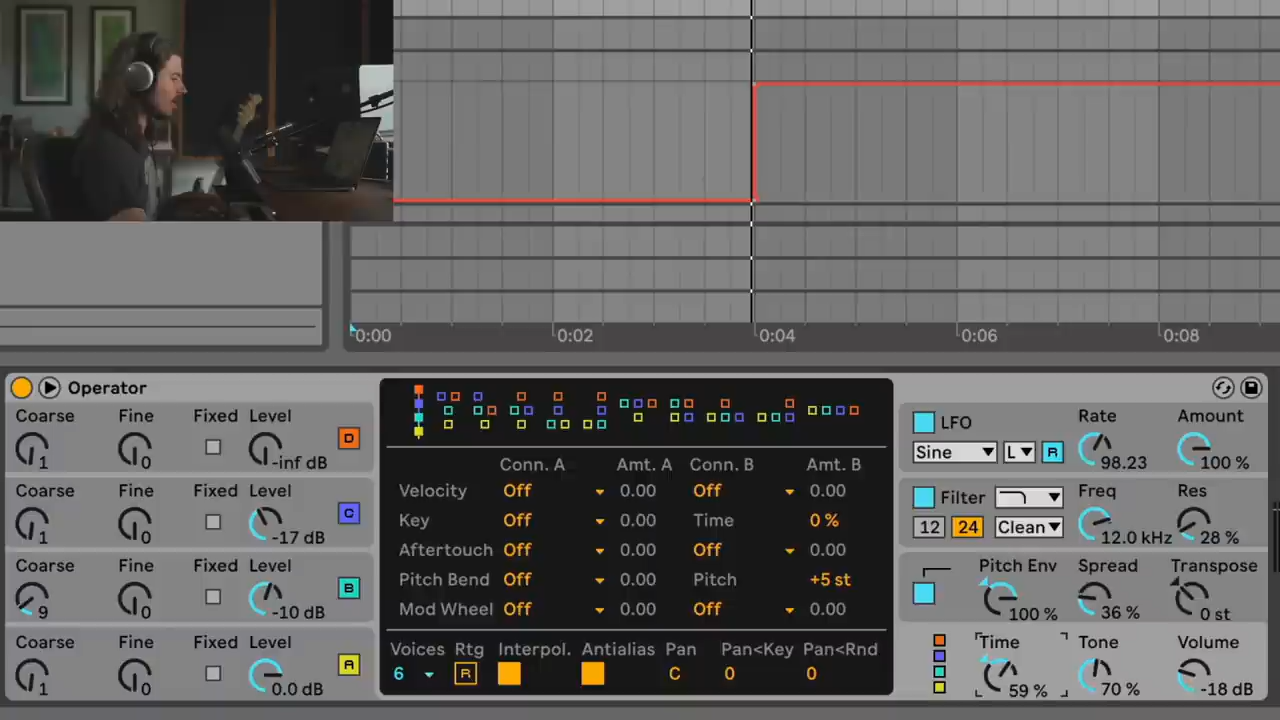 0:00 0:02 0:04 0:06 0:08
Operator
Coarse Fine Fixed Level
1 0 -inf dB D
Coarse Fine Fixed Level
1 0 -17 dB C
Coarse Fine Fixed Level
9 0 -10 dB B
Coarse Fine Fixed Level
1 0 0.0 dB A
Conn. A Amt. A Conn. B Amt. B
Velocity Off 0.00 Off 0.00
Key Off 0.00 Time 0 %
Aftertouch Off 0.00 Off 0.00
Pitch Bend Off 0.00 Pitch +5 st
Mod Wheel Off 0.00 Off 0.00
Voices Rtg Interpol. Antialias Pan Pan<Key Pan<Rnd
6 R C 0 0
LFO Rate Amount
Sine L R 98.23 100 %
Filter Freq Res
12 24 Clean 12.0 kHz 28 %
Pitch Env Spread Transpose
100 % 36 % 0 st
Time Tone Volume
59 % 70 % -18 dB